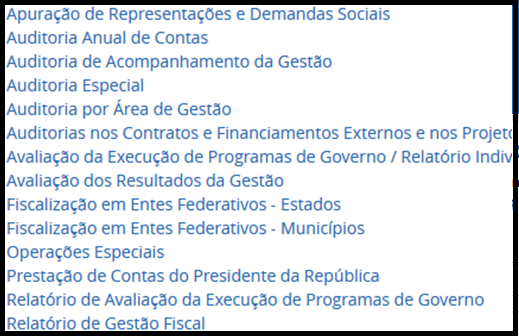 Apuração de Representações e Demandas Sociais
Auditoria Anual de Contas
Auditoria de Acompanhamento da Gestão
Auditoria Especial
Auditoria por Área de Gestão
Auditorias nos Contratos e Financiamentos Externos e nos
Avaliação da Execução de Programas de Governo / Relatório
Avaliação dos Resultados da Gestão
Fiscalização em Entes Federativos - Estados
Fiscalização em Entes Federativos - Municípios
Operações Especiais
Prestação de Contas do Presidente da República
Relatório de Avaliação da Execução de Programas de Governo
Relatório de Gestão Fiscal